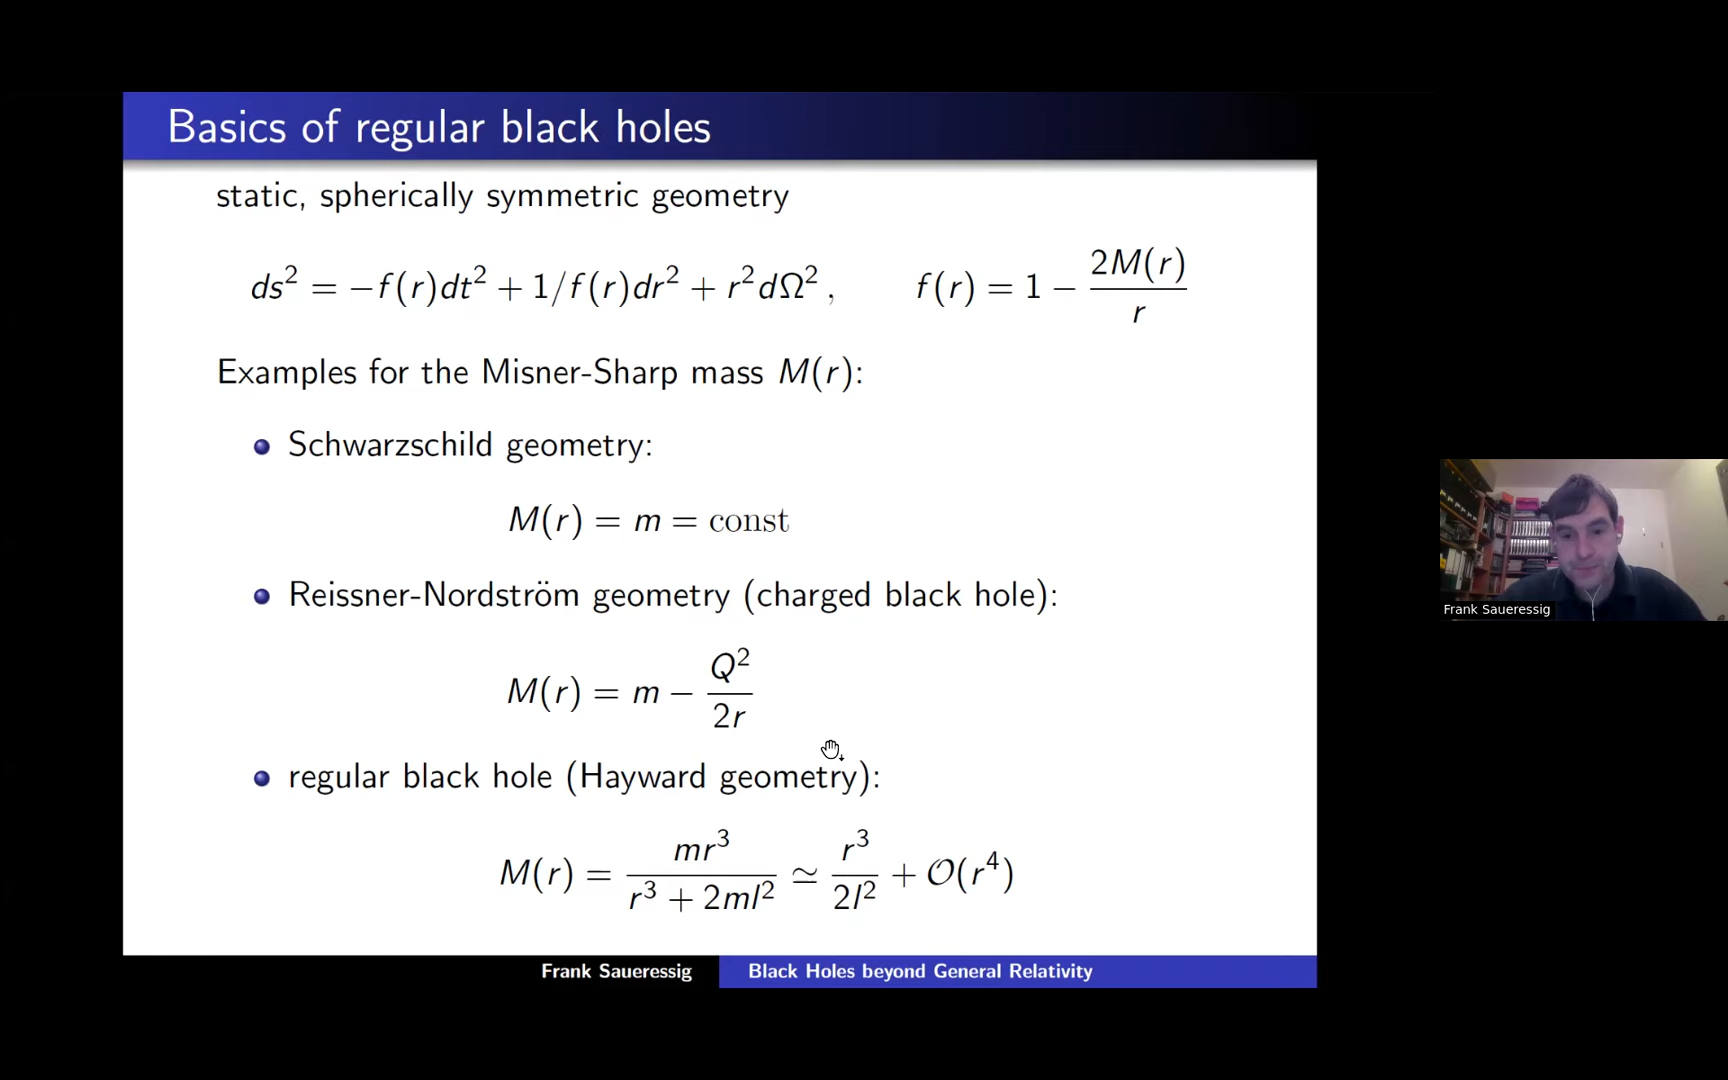 Basics of regular black holes
static, spherically symmetric geometry
ds² = −f(r)dt² + 1/f(r)dr² + r²dΩ² ,    f(r) = 1 − 2M(r)/r
Examples for the Misner-Sharp mass M(r):
Schwarzschild geometry:
M(r) = m = const
Reissner-Nordström geometry (charged black hole):
M(r) = m − Q²/2r
regular black hole (Hayward geometry):
M(r) = mr³/(r³ + 2ml²) ≃ r³/2l² + 𝒪(r⁴)
Frank Saueressig
Black Holes beyond General Relativity
Frank Saueressig